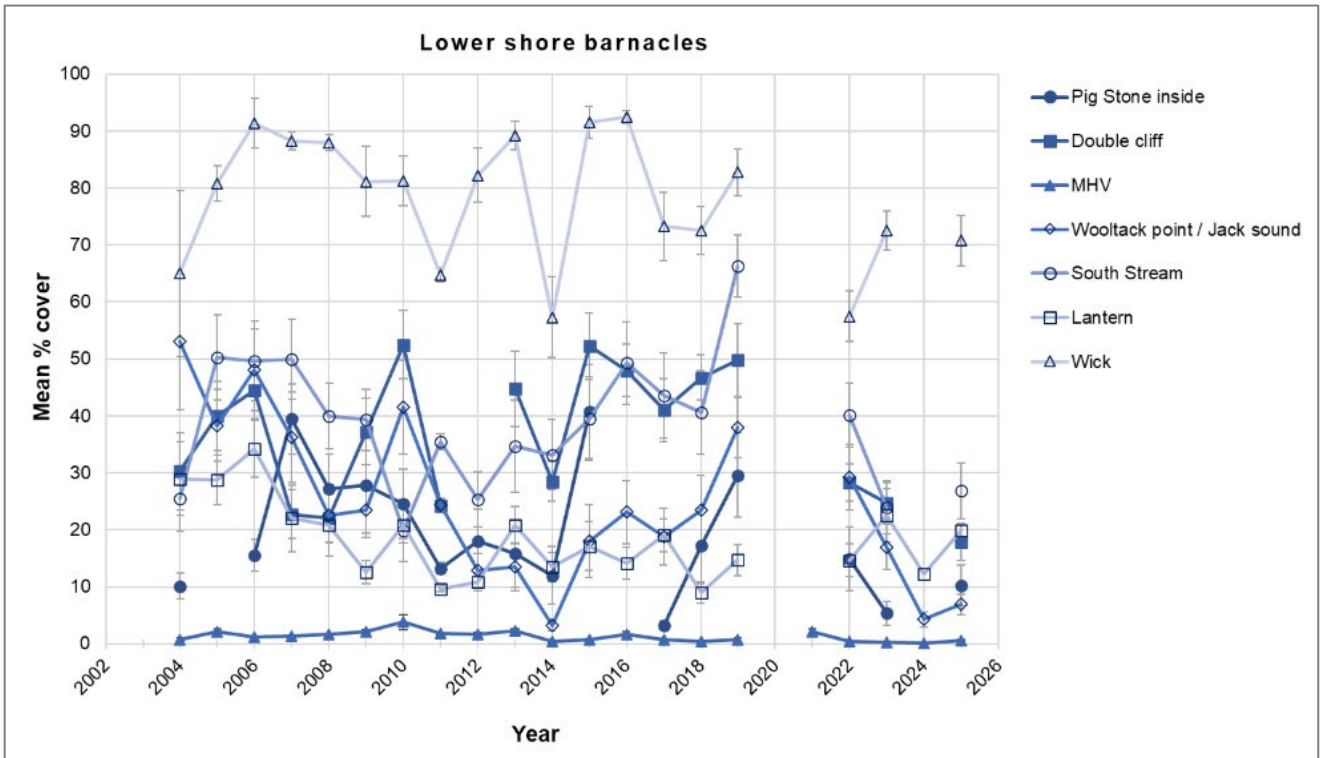 Lower shore barnacles
Mean % cover
100
90
80
70
60
50
40
30
20
10
0
2002
2004
2006
2008
2010
2012
2014
2016
2018
2020
2022
2024
2026
Year
Pig Stone inside
Double cliff
MHV
Wooltack point / Jack sound
South Stream
Lantern
Wick